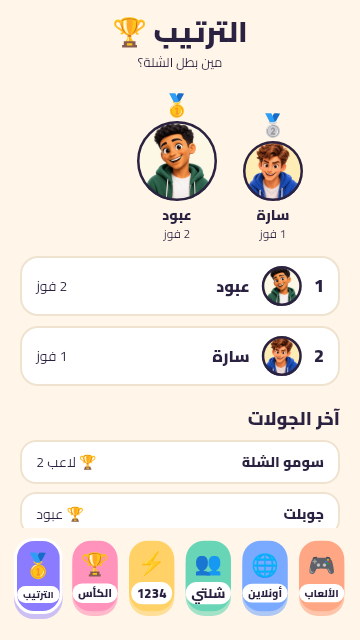 الترتيب 🏆
مين بطل الشلة؟
🥇
🥈
عبود
2 فوز
سارة
1 فوز
1 عبود 2 فوز
2 سارة 1 فوز
آخر الجولات
سومو الشلة 🏆 لاعب 2
جوبلت 🏆 عبود
الألعاب
أونلاين
شلتي
1234
الكأس
الترتيب